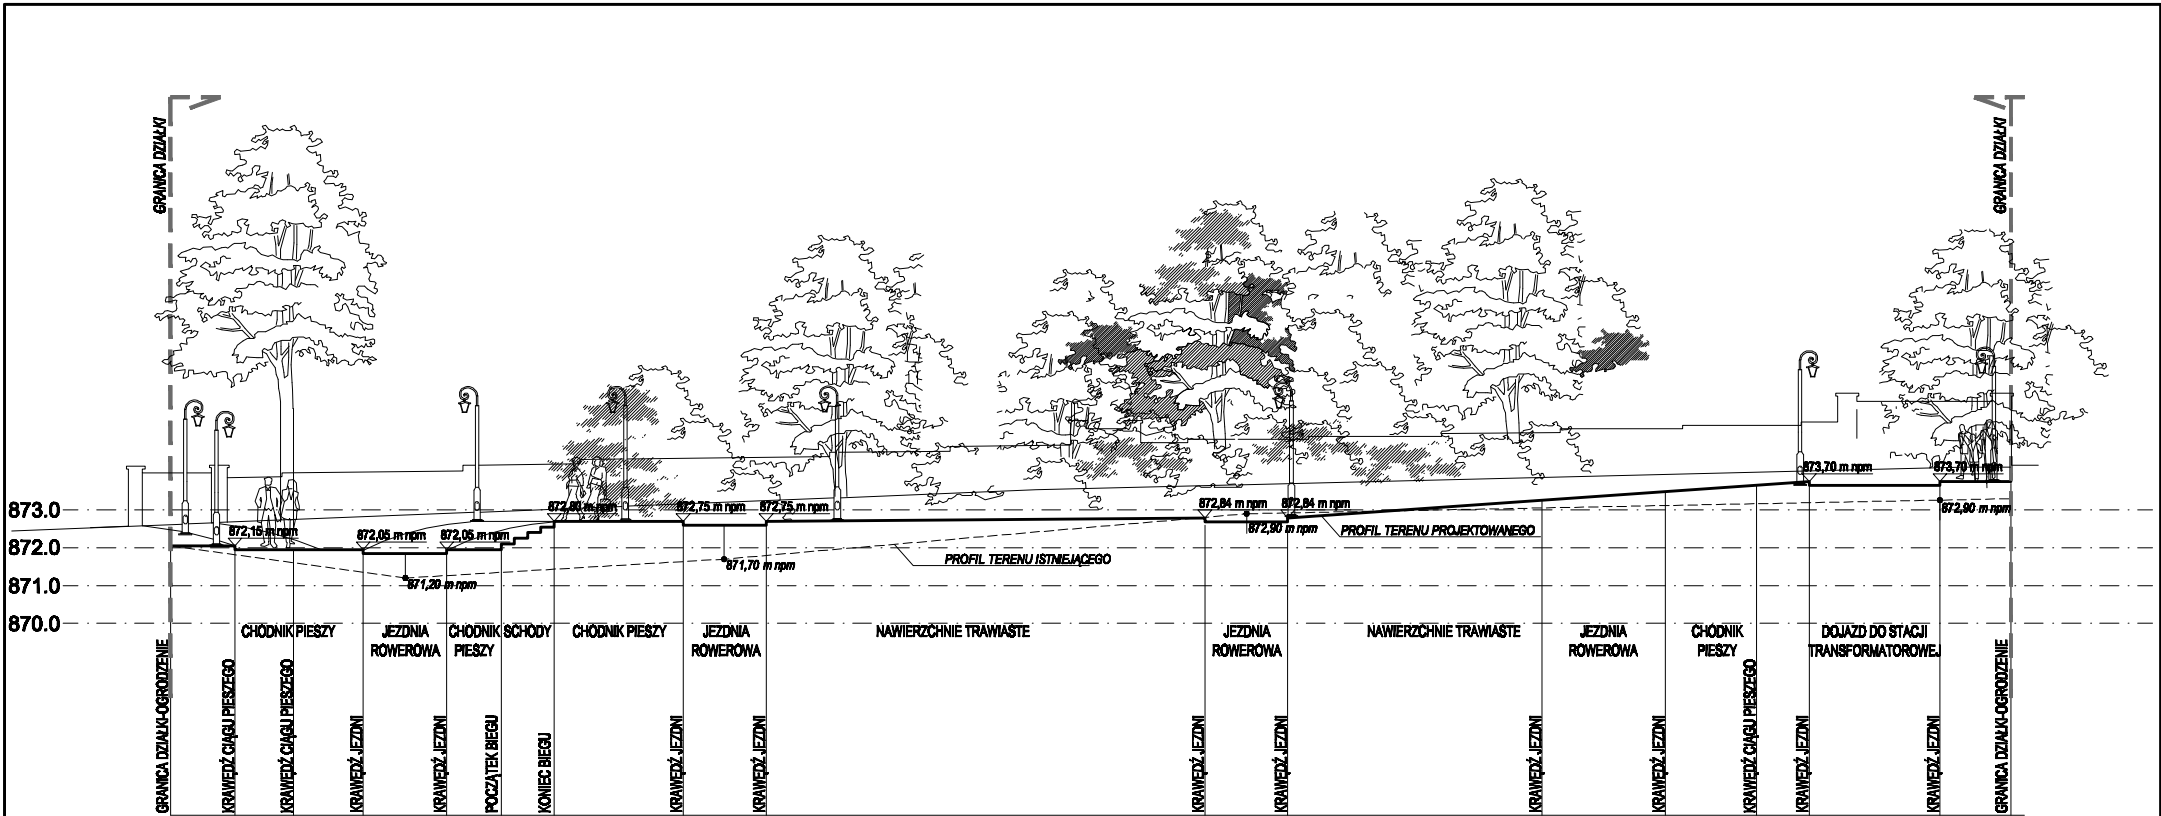 GRANICA DZIAŁKI
GRANICA DZIAŁKI
873,70 m npm
873,70 m npm
873.0
872,80 m npm
872,75 m npm
872,75 m npm
872,84 m npm
872,84 m npm
872,90 m npm
872,15 m npm
872,05 m npm
872,05 m npm
872,90 m npm
PROFIL TERENU PROJEKTOWANEGO
872.0
PROFIL TERENU ISTNIEJĄCEGO
871,70 m npm
871,20 m npm
871.0
870.0
CHODNIK PIESZY
JEZDNIA
ROWEROWA
CHODNIK
PIESZY
SCHODY
CHODNIK PIESZY
JEZDNIA
ROWEROWA
NAWIERZCHNIE TRAWIASTE
JEZDNIA
ROWEROWA
NAWIERZCHNIE TRAWIASTE
JEZDNIA
ROWEROWA
CHODNIK
PIESZY
DOJAZD DO STACJI
TRANSFORMATOROWEJ
GRANICA DZIAŁKI-OGRODZENIE
KRAWĘDŹ CIĄGU PIESZEGO
KRAWĘDŹ CIĄGU PIESZEGO
KRAWĘDŹ JEZDNI
KRAWĘDŹ JEZDNI
POCZĄTEK BIEGU
KONIEC BIEGU
KRAWĘDŹ JEZDNI
KRAWĘDŹ JEZDNI
KRAWĘDŹ JEZDNI
KRAWĘDŹ JEZDNI
KRAWĘDŹ JEZDNI
KRAWĘDŹ JEZDNI
KRAWĘDŹ CIĄGU PIESZEGO
KRAWĘDŹ JEZDNI
KRAWĘDŹ JEZDNI
GRANICA DZIAŁKI-OGRODZENIE